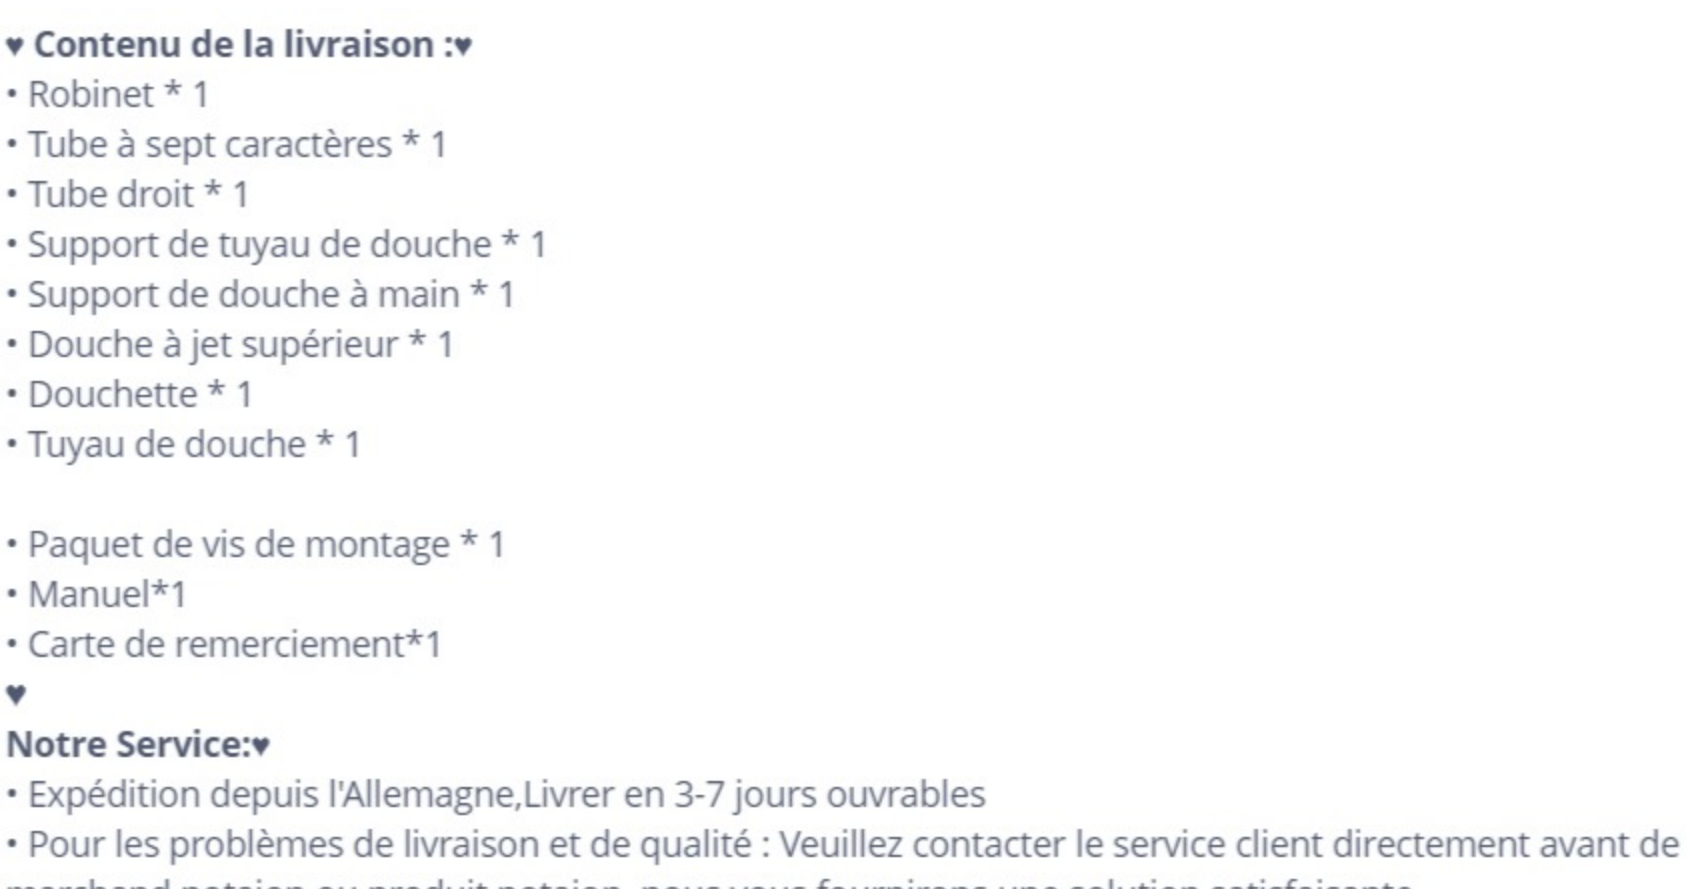 ♥ Contenu de la livraison :♥
• Robinet * 1
• Tube à sept caractères * 1
• Tube droit * 1
• Support de tuyau de douche * 1
• Support de douche à main * 1
• Douche à jet supérieur * 1
• Douchette * 1
• Tuyau de douche * 1
• Paquet de vis de montage * 1
• Manuel*1
• Carte de remerciement*1
♥
Notre Service:♥
• Expédition depuis l'Allemagne,Livrer en 3-7 jours ouvrables
• Pour les problèmes de livraison et de qualité : Veuillez contacter le service client directement avant de